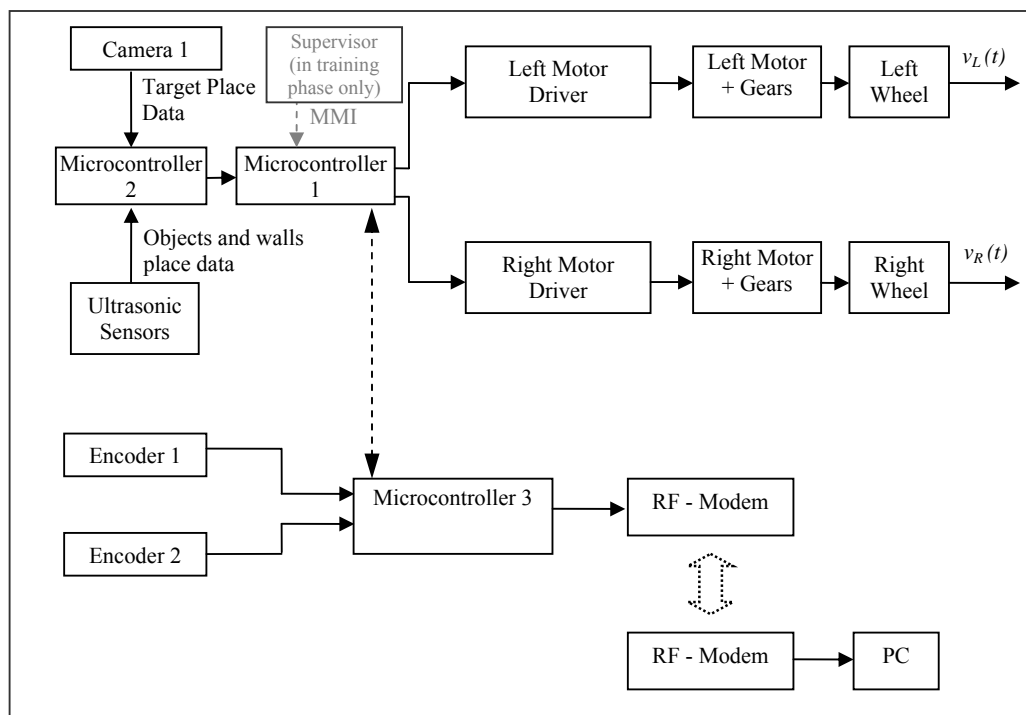 Camera 1
Target Place
Data
Supervisor
(in training
phase only)
MMI
Left Motor
Driver
Left Motor
+ Gears
Left
Wheel
v_L(t)
Microcontroller
2
Microcontroller
1
Objects and walls
place data
Ultrasonic
Sensors
Right Motor
Driver
Right Motor
+ Gears
Right
Wheel
v_R(t)
Encoder 1
Encoder 2
Microcontroller 3
RF - Modem
RF - Modem
PC